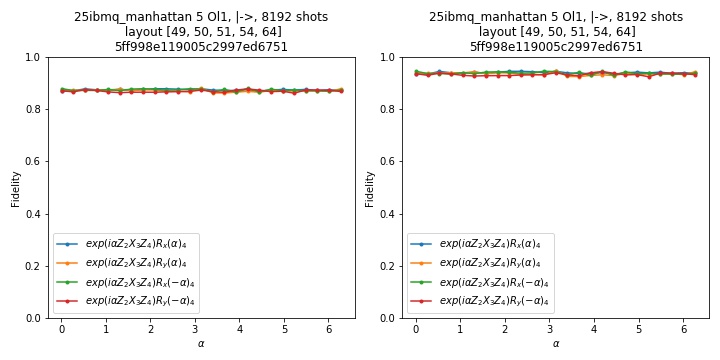 25ibmq_manhattan 5 Ol1, |->, 8192 shots
layout [49, 50, 51, 54, 64]
5ff998e119005c2997ed6751
Fidelity
1.0
0.8
0.6
0.4
0.2
0.0
exp(iαZ₂X₃Z₄)Rₓ(α)₄
exp(iαZ₂X₃Z₄)Rᵧ(α)₄
exp(iαZ₂X₃Z₄)Rₓ(−α)₄
exp(iαZ₂X₃Z₄)Rᵧ(−α)₄
0 1 2 3 4 5 6
α
25ibmq_manhattan 5 Ol1, |->, 8192 shots
layout [49, 50, 51, 54, 64]
5ff998e119005c2997ed6751
Fidelity
1.0
0.8
0.6
0.4
0.2
0.0
exp(iαZ₂X₃Z₄)Rₓ(α)₄
exp(iαZ₂X₃Z₄)Rᵧ(α)₄
exp(iαZ₂X₃Z₄)Rₓ(−α)₄
exp(iαZ₂X₃Z₄)Rᵧ(−α)₄
0 1 2 3 4 5 6
α